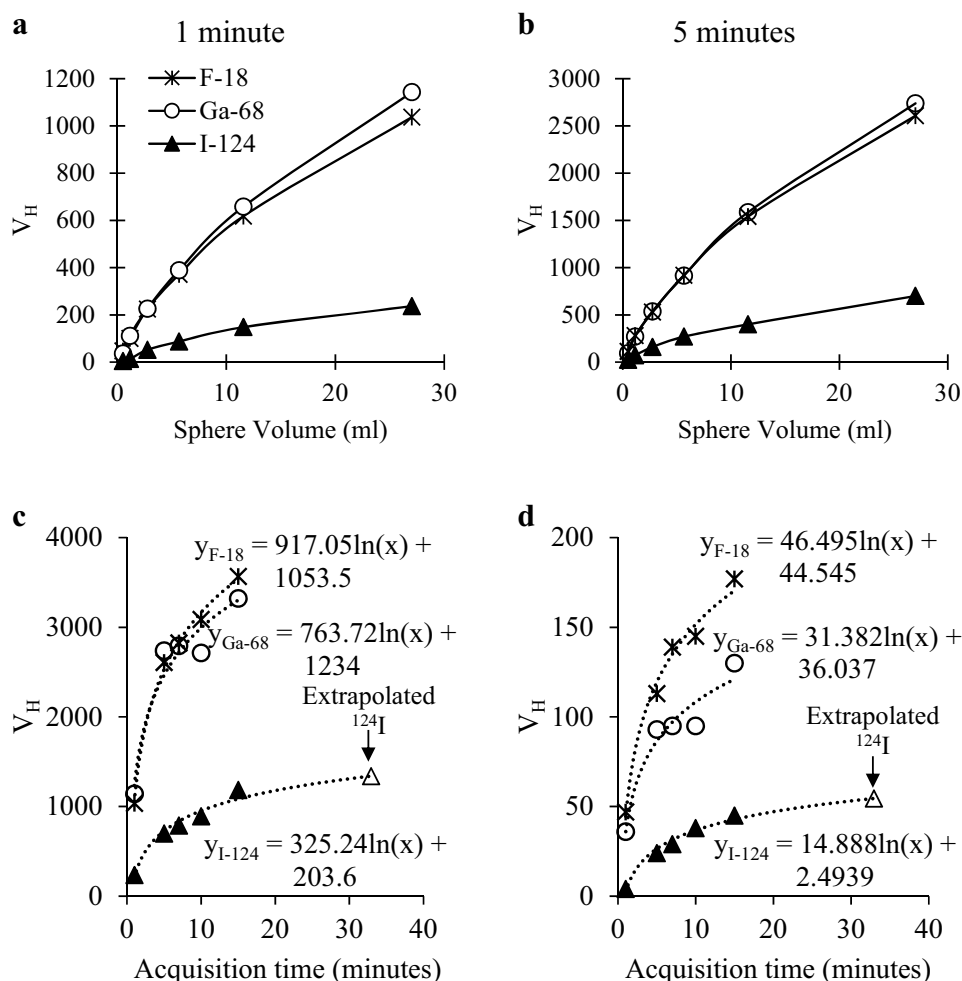 a
1 minute
1200
1000
800
600
400
200
0
V_H
F-18
Ga-68
I-124
0 10 20 30
Sphere Volume (ml)
b
5 minutes
3000
2500
2000
1500
1000
500
0
V_H
0 10 20 30
Sphere Volume (ml)
c
4000
3000
2000
1000
0
V_H
y_F-18 = 917.05ln(x) +
1053.5
y_Ga-68 = 763.72ln(x) +
1234
Extrapolated
¹²⁴I
y_I-124 = 325.24ln(x) +
203.6
0 10 20 30 40
Acquisition time (minutes)
d
200
150
100
50
0
V_H
y_F-18 = 46.495ln(x) +
44.545
y_Ga-68 = 31.382ln(x) +
36.037
Extrapolated
¹²⁴I
y_I-124 = 14.888ln(x) +
2.4939
0 10 20 30 40
Acquisition time (minutes)